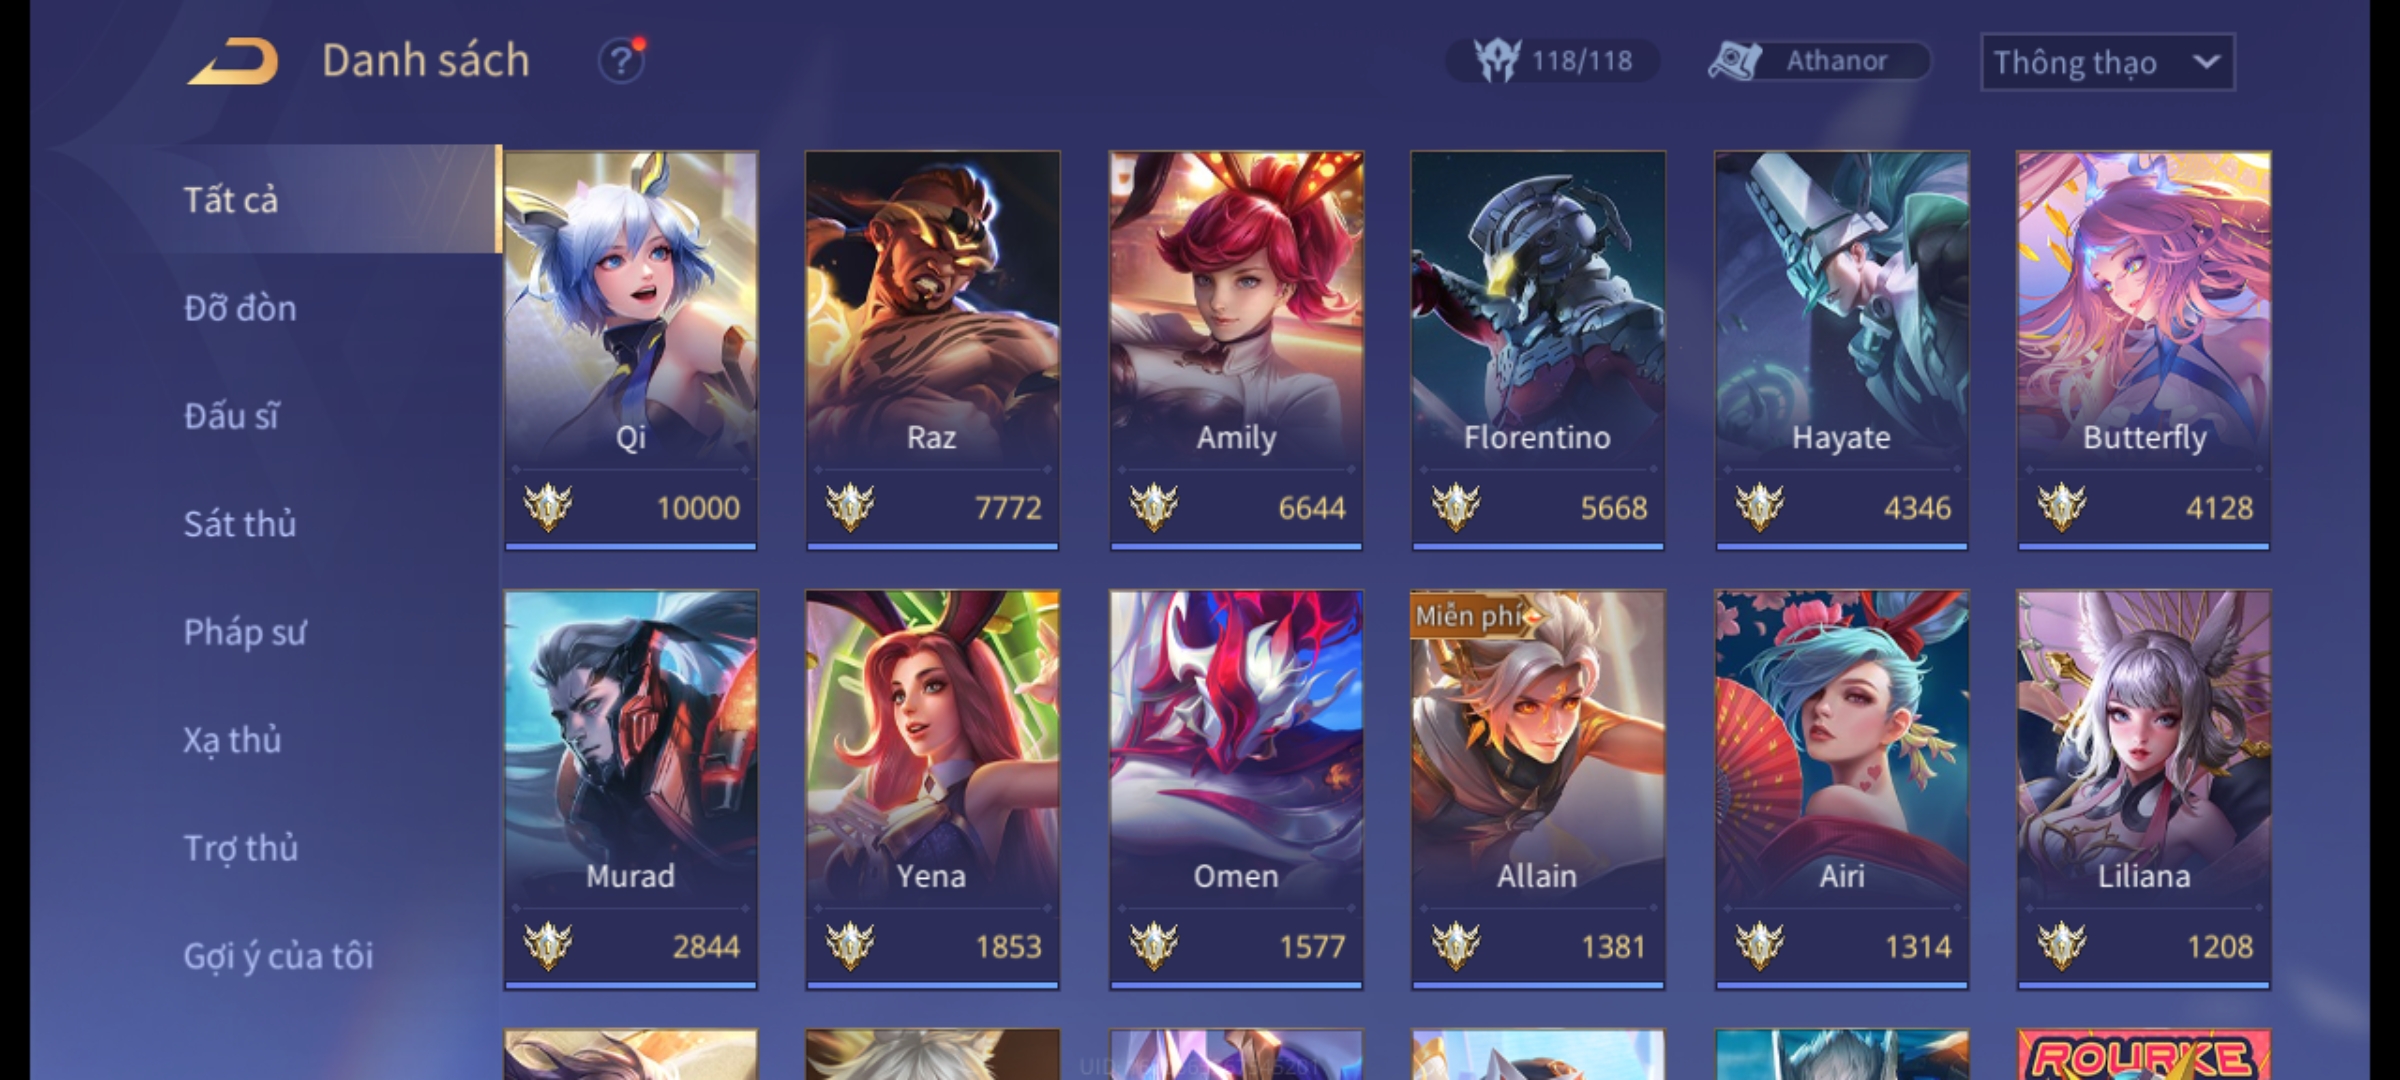 Danh sách
?
118/118
Athanor
Thông thạo
Tất cả
Đỡ đòn
Đấu sĩ
Sát thủ
Pháp sư
Xạ thủ
Trợ thủ
Gợi ý của tôi
Qi
10000
Raz
7772
Amily
6644
Florentino
5668
Hayate
4346
Butterfly
4128
Murad
2844
Yena
1853
Omen
1577
Miễn phí
Allain
1381
Airi
1314
Liliana
1208
ROURKE
UID